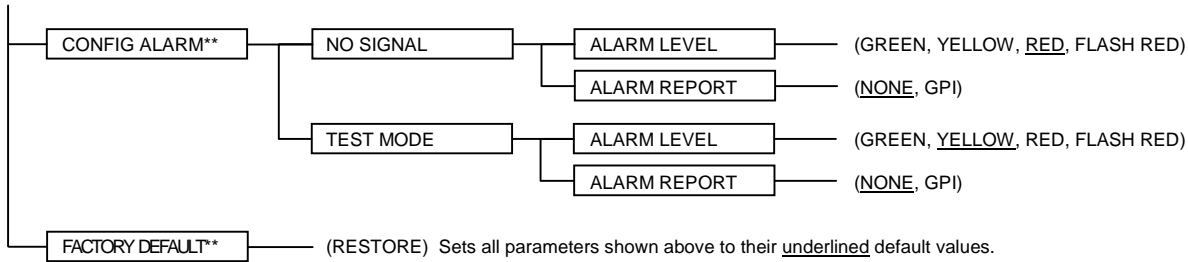 CONFIG ALARM** NO SIGNAL ALARM LEVEL (GREEN, YELLOW, RED, FLASH RED)
ALARM REPORT (NONE, GPI)
TEST MODE ALARM LEVEL (GREEN, YELLOW, RED, FLASH RED)
ALARM REPORT (NONE, GPI)
FACTORY DEFAULT** (RESTORE) Sets all parameters shown above to their underlined default values.